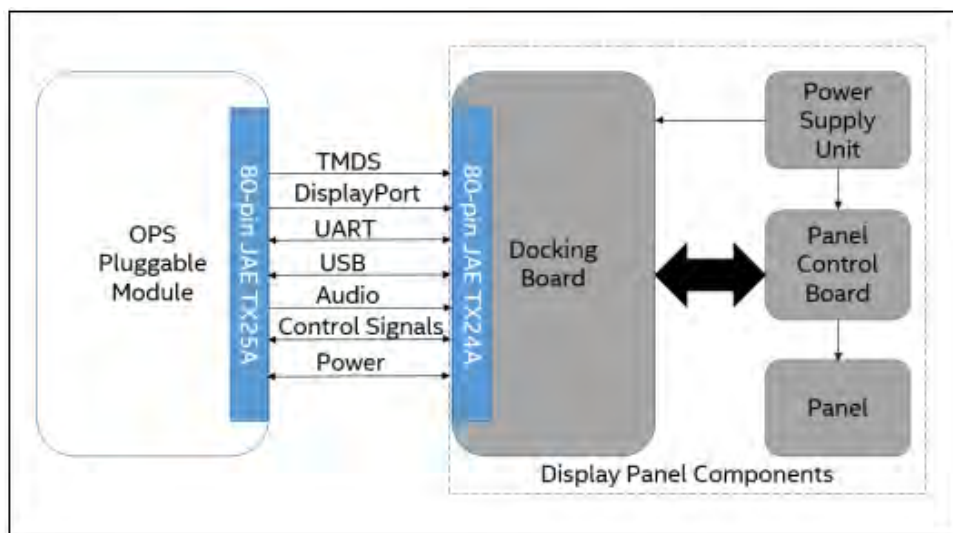 OPS
Pluggable
Module
80-pin JAE TX25A
TMDS
DisplayPort
UART
USB
Audio
Control Signals
Power
80-pin JAE TX24A
Docking
Board
Power
Supply
Unit
Panel
Control
Board
Panel
Display Panel Components